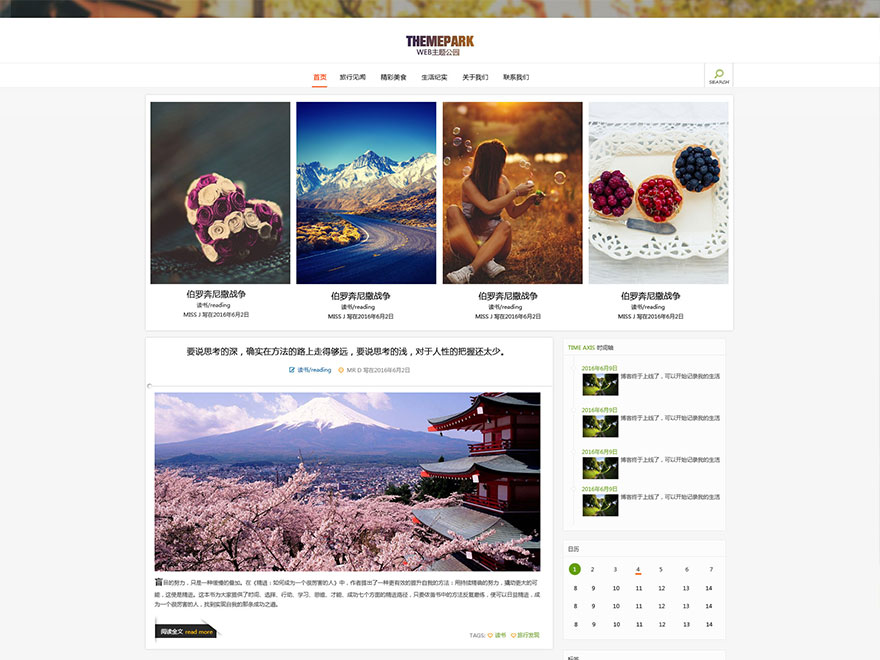 THEMEPARK
WEB主题公园
首页 旅行见闻 精彩美食 生活纪实 关于我们 联系我们
SEARCH
伯罗奔尼撒战争
读书/reading
MISS J 写在2016年6月2日
伯罗奔尼撒战争
读书/reading
MISS J 写在2016年6月2日
伯罗奔尼撒战争
读书/reading
MISS J 写在2016年6月2日
伯罗奔尼撒战争
读书/reading
MISS J 写在2016年6月2日
要说思考的深，确实在方法的路上走得够远，要说思考的浅，对于人性的把握还太少。
读书/reading MR D 写在2016年6月2日
盲目的努力，只是一种缓慢的叠加。在《精进：如何成为一个很厉害的人》中，作者提出了一种更有效的提升自我的方法：用持续精确的努力，撬动更大的可
能，这便是精进。这本书为大家提供了时间、选择、行动、学习、思维、才能、成功七个方面的精进路径，只要依循书中的方法反复磨练，便可以日益精进，成
为一个很厉害的人，找到实现自我的那条成功之道。
阅读全文 read more
TAGS: 读书 旅行发现
TIME AXIS 时间轴
2016年6月9日
博客终于上线了，可以开始记录我的生活
2016年6月9日
博客终于上线了，可以开始记录我的生活
2016年6月9日
博客终于上线了，可以开始记录我的生活
2016年6月9日
博客终于上线了，可以开始记录我的生活
日历
1 2 3 4 5 6 7
8 9 10 11 12 13 14
8 9 10 11 12 13 14
8 9 10 11 12 13 14